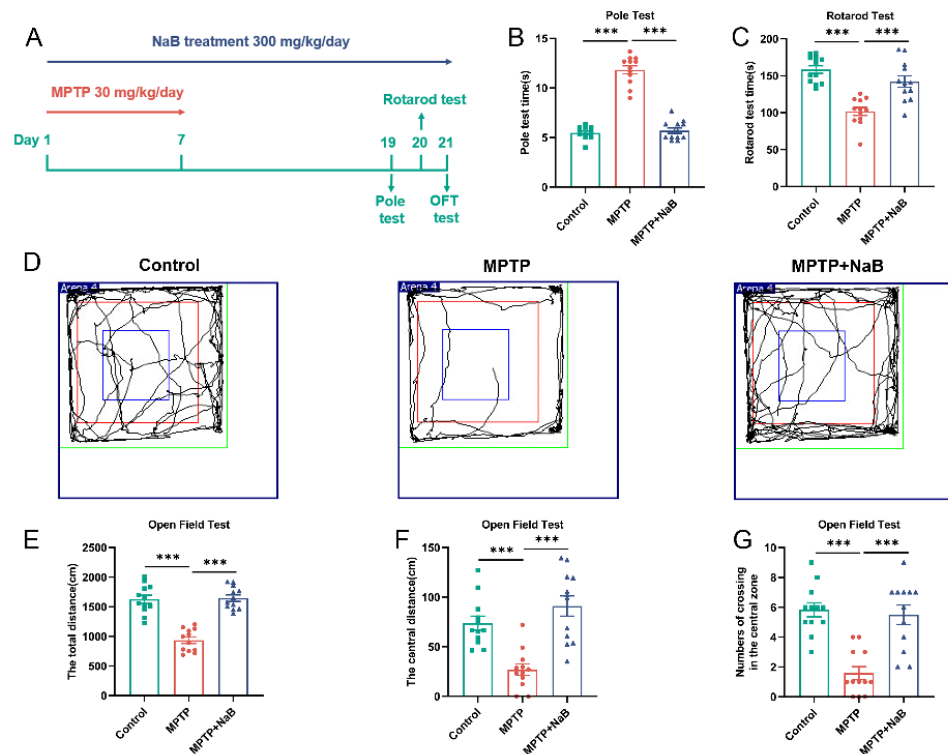 A
NaB treatment 300 mg/kg/day
MPTP 30 mg/kg/day
Rotarod test
Day 1
7
19
20
21
Pole test
OFT test
B
Pole Test
*** ***
Pole test time(s)
15
10
5
0
Control
MPTP
MPTP+NaB
C
Rotarod Test
*** ***
Rotarod test time(s)
200
150
100
50
0
Control
MPTP
MPTP+NaB
D
Control
MPTP
MPTP+NaB
Arena 4
Arena 4
Arena 4
E
Open Field Test
*** ***
The total distance(cm)
2500
2000
1500
1000
500
0
Control
MPTP
MPTP+NaB
F
Open Field Test
*** ***
The central distance(cm)
150
100
50
0
Control
MPTP
MPTP+NaB
G
Open Field Test
*** ***
Numbers of crossing
in the central zone
10
8
6
4
2
0
Control
MPTP
MPTP+NaB